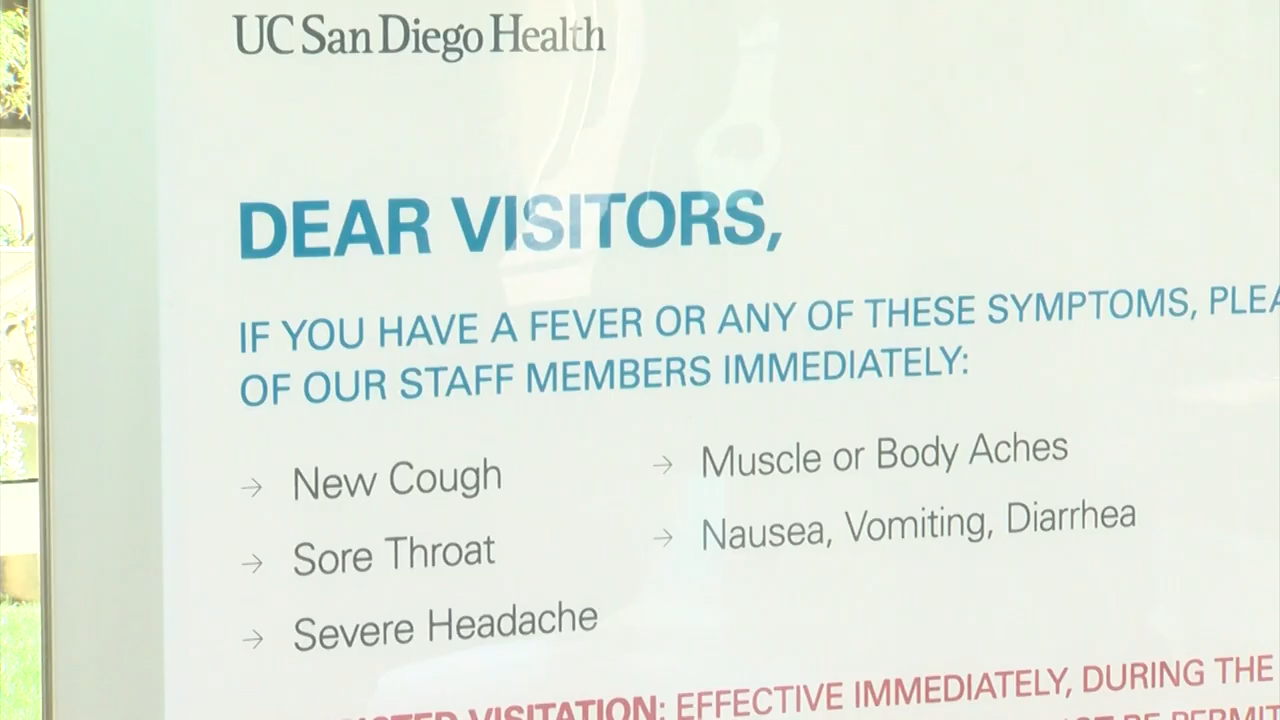 UC San Diego Health
DEAR VISITORS,
IF YOU HAVE A FEVER OR ANY OF THESE SYMPTOMS,
OF OUR STAFF MEMBERS IMMEDIATELY:
→ New Cough
→ Sore Throat
→ Severe Headache
→ Muscle or Body Aches
→ Nausea, Vomiting, Diarrhea
VISITATION: EFFECTIVE IMMEDIATELY, DURING THE